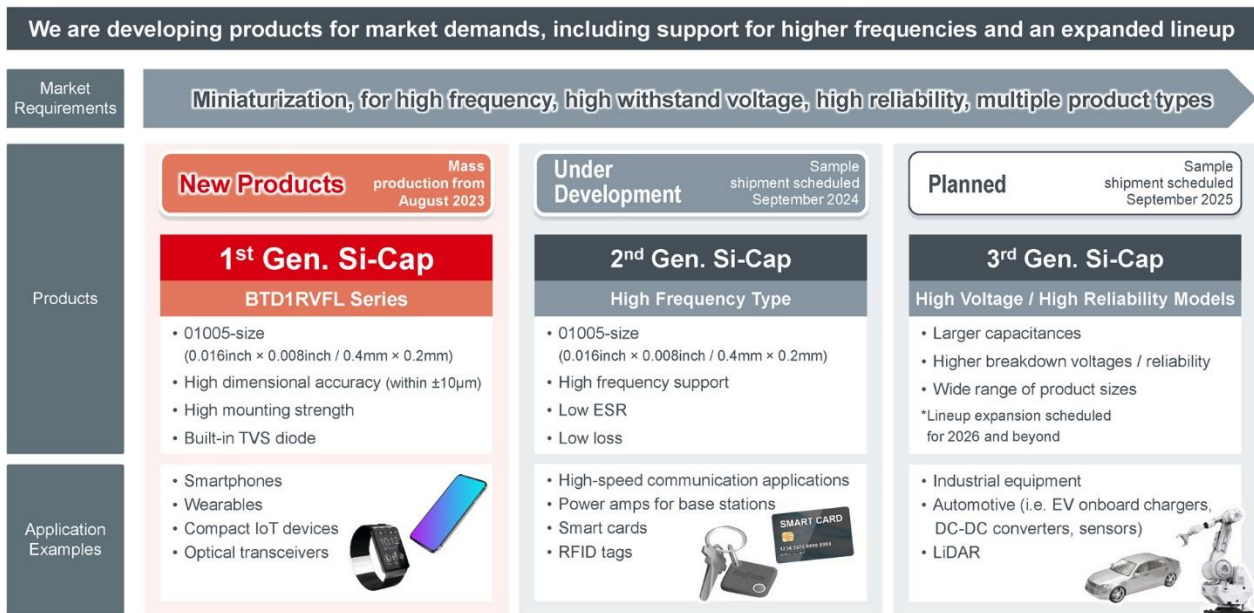 We are developing products for market demands, including support for higher frequencies and an expanded lineup
Market
Requirements
Miniaturization, for high frequency, high withstand voltage, high reliability, multiple product types
Products
New Products
Mass
production from
August 2023
1st Gen. Si-Cap
BTD1RVFL Series
• 01005-size
(0.016inch × 0.008inch / 0.4mm × 0.2mm)
• High dimensional accuracy (within ±10μm)
• High mounting strength
• Built-in TVS diode
Under
Development
Sample
shipment scheduled
September 2024
2nd Gen. Si-Cap
High Frequency Type
• 01005-size
(0.016inch × 0.008inch / 0.4mm × 0.2mm)
• High frequency support
• Low ESR
• Low loss
Planned
Sample
shipment scheduled
September 2025
3rd Gen. Si-Cap
High Voltage / High Reliability Models
• Larger capacitances
• Higher breakdown voltages / reliability
• Wide range of product sizes
*Lineup expansion scheduled
for 2026 and beyond
Application
Examples
• Smartphones
• Wearables
• Compact IoT devices
• Optical transceivers
• High-speed communication applications
• Power amps for base stations
• Smart cards
• RFID tags
SMART CARD
• Industrial equipment
• Automotive (i.e. EV onboard chargers,
DC-DC converters, sensors)
• LiDAR